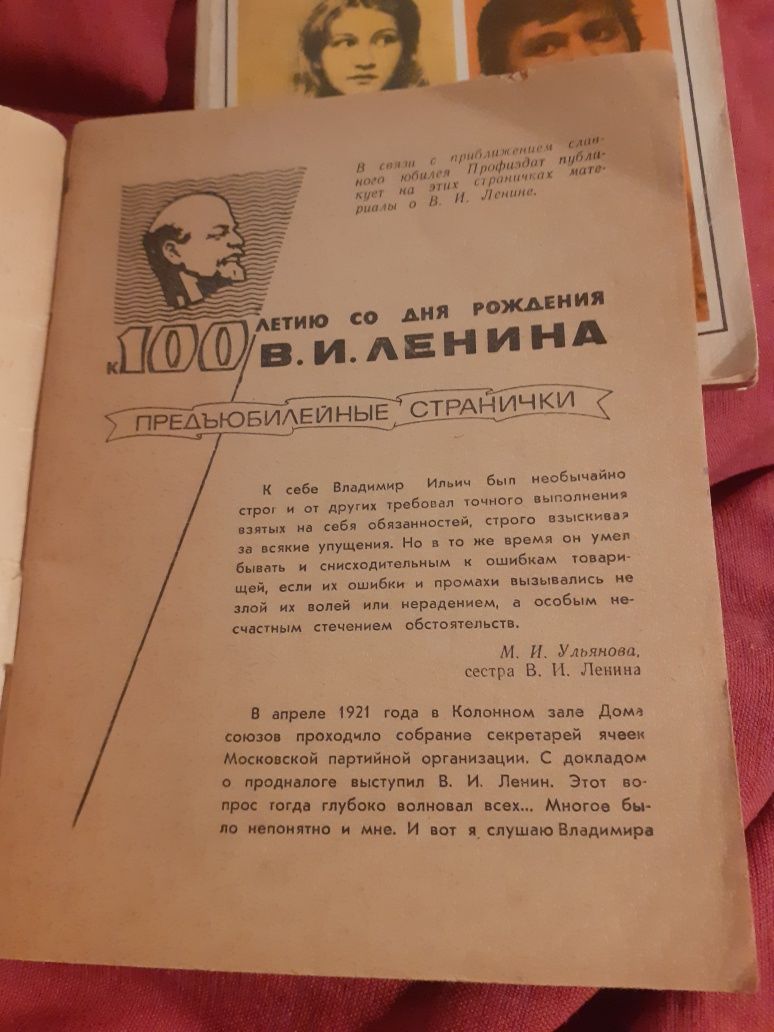 В связи с приближением слав-
ного юбилея Профиздат публи-
кует на этих страничках мате-
риалы о В. И. Ленине.
к 100 ЛЕТИЮ СО ДНЯ РОЖДЕНИЯ
В. И. ЛЕНИНА
ПРЕДЪЮБИЛЕЙНЫЕ СТРАНИЧКИ
К себе Владимир Ильич был необычайно
строг и от других требовал точного выполнения
взятых на себя обязанностей, строго взыскивая
за всякие упущения. Но в то же время он умел
бывать и снисходительным к ошибкам товари-
щей, если их ошибки и промахи вызывались не
злой их волей или нерадением, а особым не-
счастным стечением обстоятельств.
М. И. Ульянова,
сестра В. И. Ленина
В апреле 1921 года в Колонном зале Дома
союзов проходило собрание секретарей ячеек
Московской партийной организации. С докладом
о продналоге выступил В. И. Ленин. Этот во-
прос тогда глубоко волновал всех... Многое бы-
ло непонятно и мне. И вот я слушаю Владимира